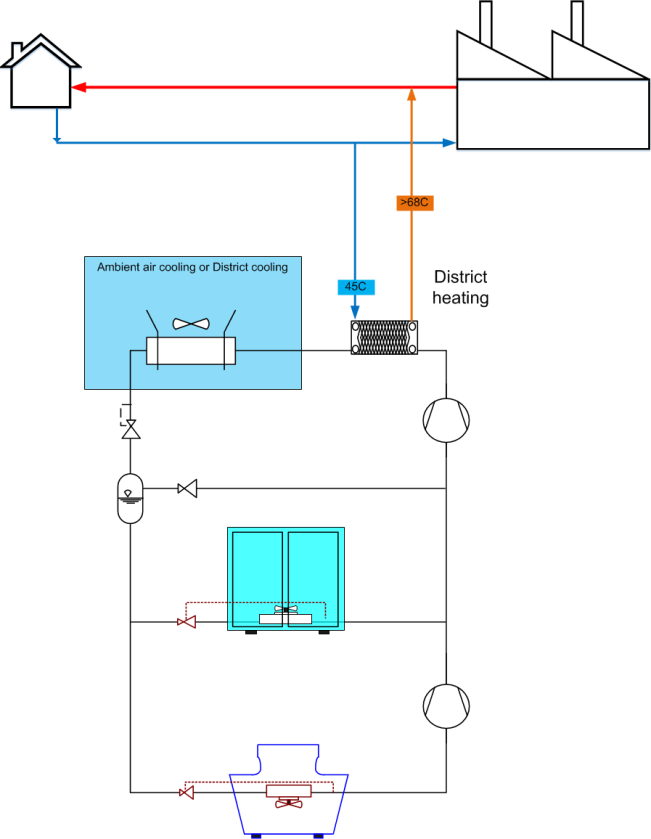 >68C
Ambient air cooling or District cooling
45C
District
heating